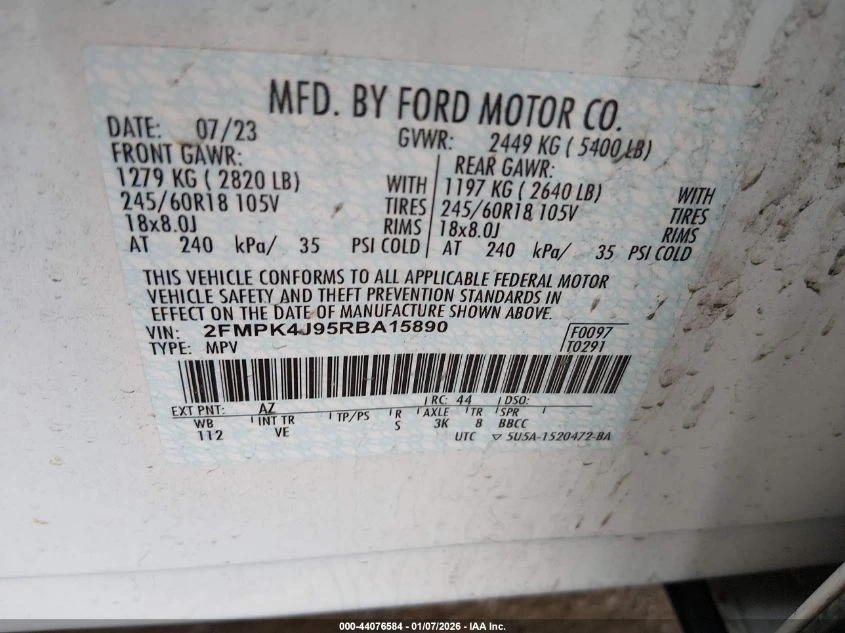 MFD. BY FORD MOTOR CO.
DATE: 07/23 GVWR: 2449 KG ( 5400 LB)
FRONT GAWR: REAR GAWR:
1279 KG ( 2820 LB) WITH 1197 KG ( 2640 LB) WITH
245/60R18 105V TIRES 245/60R18 105V TIRES
18x8.0J RIMS 18x8.0J RIMS
AT 240 kPa/ 35 PSI COLD AT 240 kPa/ 35 PSI COLD
THIS VEHICLE CONFORMS TO ALL APPLICABLE FEDERAL MOTOR
VEHICLE SAFETY AND THEFT PREVENTION STANDARDS IN
EFFECT ON THE DATE OF MANUFACTURE SHOWN ABOVE.
VIN: 2FMPK4J95RBA15890 F0097
TYPE: MPV T0291
EXT PNT: AZ RC: 44 DSO:
WB INT TR TP/PS R AXLE TR SPR
112 VE S 3K 8 BBCC
UTC ▽ 5U5A-1520472-BA
000-44076584 - 01/07/2026 - IAA Inc.